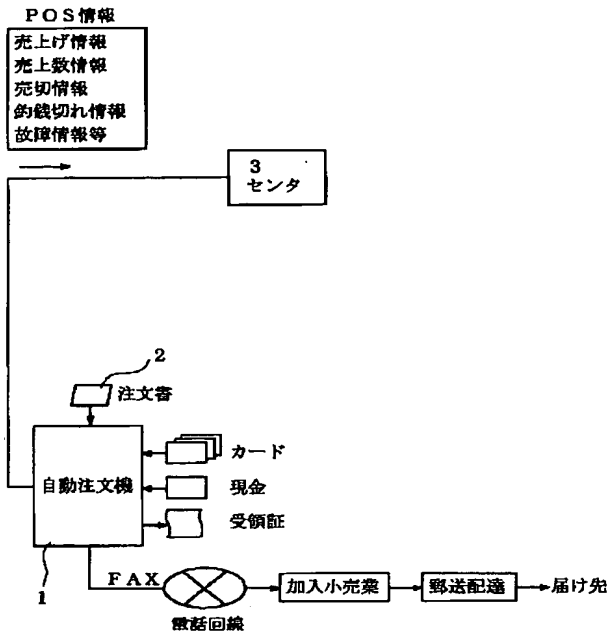 POS情報
売上げ情報
売上数情報
売切情報
釣銭切れ情報
故障情報等
3
センタ
2
注文書
カード
自動注文機
現金
受領証
1
FAX
電話回線
加入小売業
郵送配達
届け先